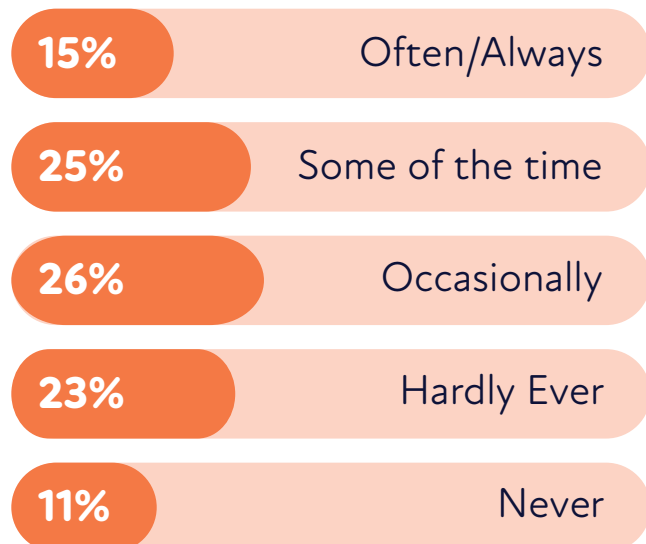 15% Often/Always
25% Some of the time
26% Occasionally
23% Hardly Ever
11% Never